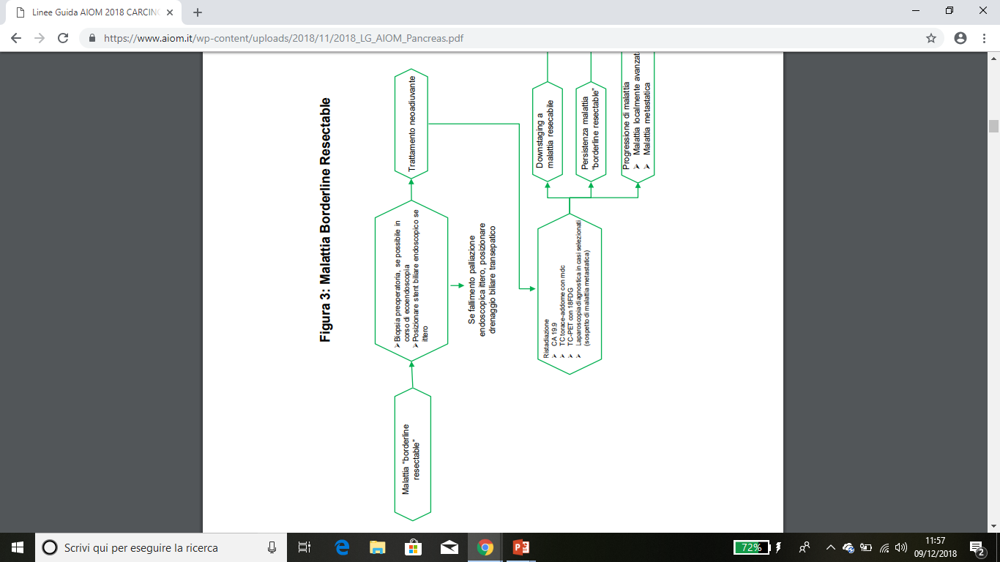 Linee Guida AIOM 2018 CARCINO
https://www.aiom.it/wp-content/uploads/2018/11/2018_LG_AIOM_Pancreas.pdf
Figura 3: Malattia Borderline Resectable
Malattia “borderline
resectable”
➢ Biopsia preoperatoria, se possibile in
corso di ecoendoscopia
➢ Posizionare stent biliare endoscopico se
ittero
Trattamento neoadiuvante
Se fallimento palliazione
endoscopica ittero, posizionare
drenaggio biliare transepatico
Ristadiazione
➢ CA 19.9
➢ TC torace-addome con mdc
➢ TC-PET con 18FDG
➢ Laparoscopia diagnostica in casi selezionati
(sospetto di malattia metastatica)
Downstaging a
malattia resecabile
Persistenza malattia
“borderline resectable”
Progressione di malattia
➢ Malattia localmente avanzat
➢ Malattia metastatica
Scrivi qui per eseguire la ricerca
72%
11:57
09/12/2018
2